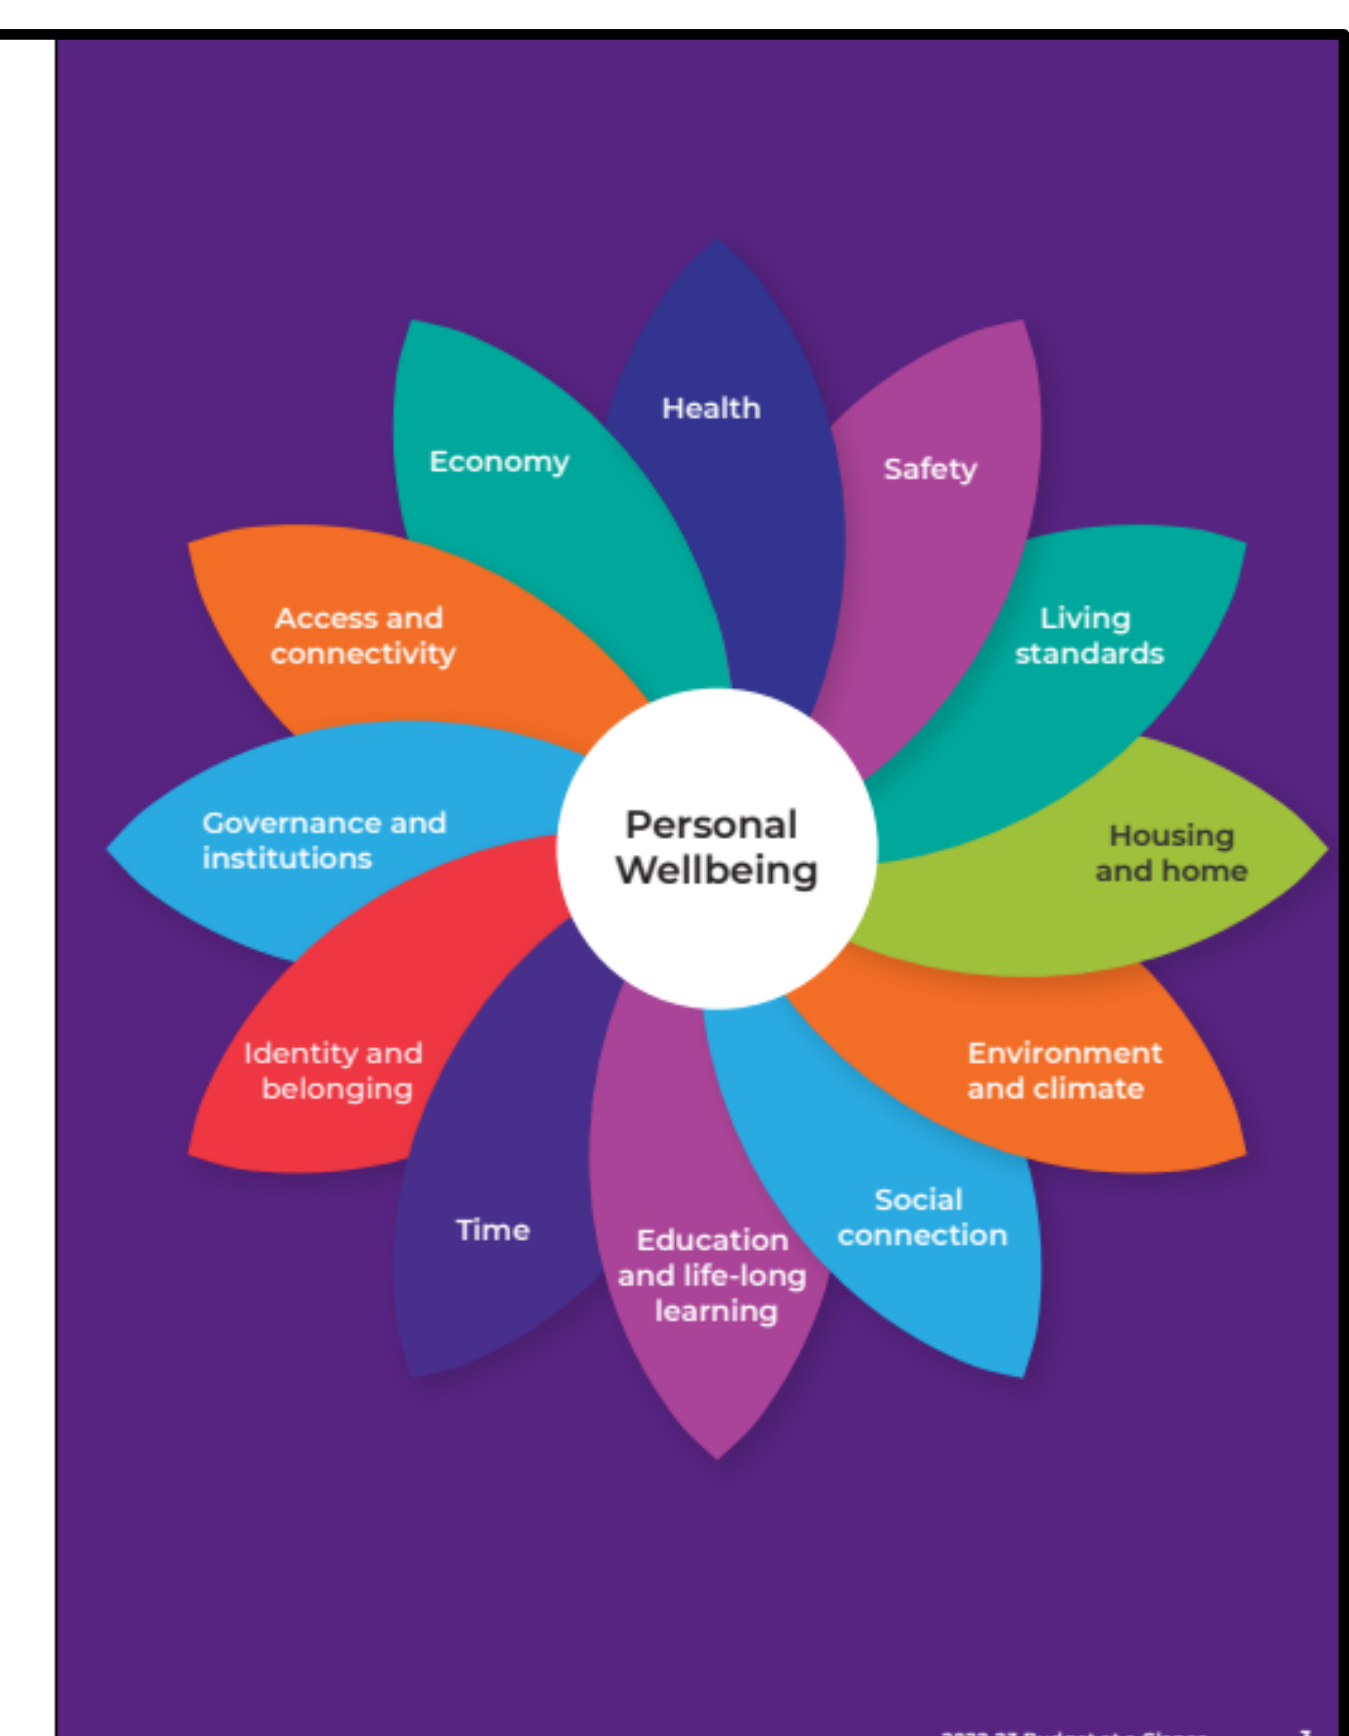 Health
Economy
Safety
Access and
connectivity
Living
standards
Governance and
institutions
Personal
Wellbeing
Housing
and home
Identity and
belonging
Environment
and climate
Time
Education
and life-long
learning
Social
connection